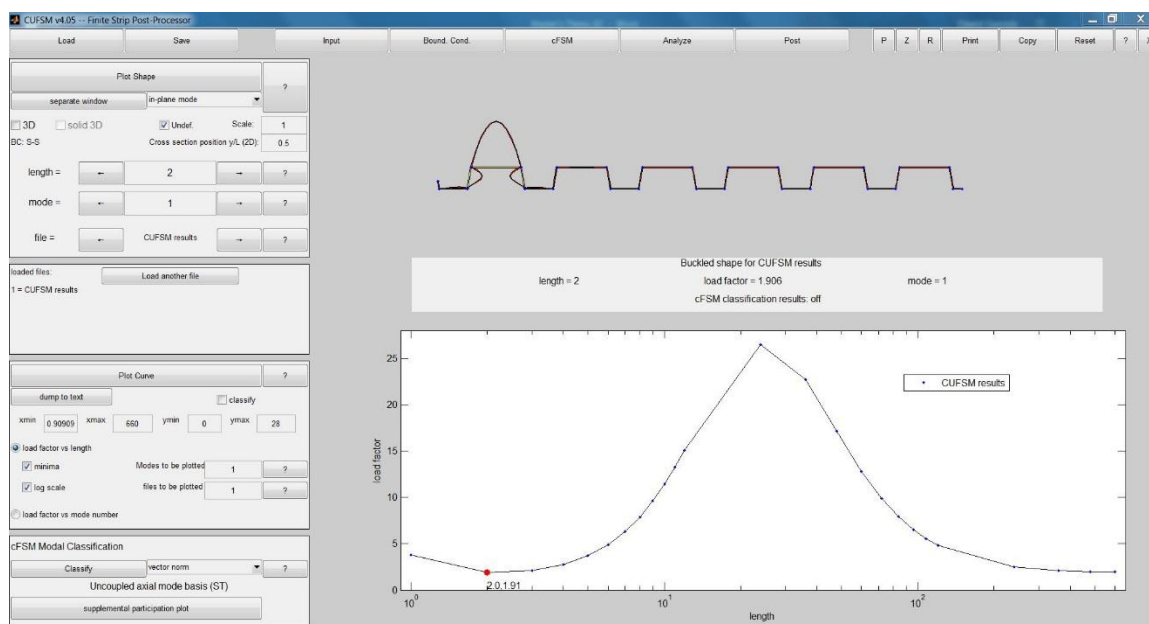 CUFSM v4.05 -- Finite Strip Post-Processor
Load Save Input Bound. Cond. cFSM Analyze Post P Z R Print Copy Reset ?
Plot Shape ?
separate window in-plane mode
3D solid 3D Undef. Scale: 1
BC: S-S Cross section position y/L (2D): 0.5
length = ← 2 → ?
mode = ← 1 → ?
file = ← CUFSM results → ?
loaded files: Load another file
1 = CUFSM results
Buckled shape for CUFSM results
length = 2 load factor = 1.906 mode = 1
cFSM classification results: off
Plot Curve ?
dump to text classify
xmin 0.90909 xmax 660 ymin 0 ymax 28
load factor vs length
minima Modes to be plotted 1 ?
log scale files to be plotted 1 ?
load factor vs mode number
cFSM Modal Classification
Classify vector norm ?
Uncoupled axial mode basis (ST)
supplemental participation plot
CUFSM results
load factor
25
20
15
10
5
0
2.0,1.91
10^0 10^1 10^2
length